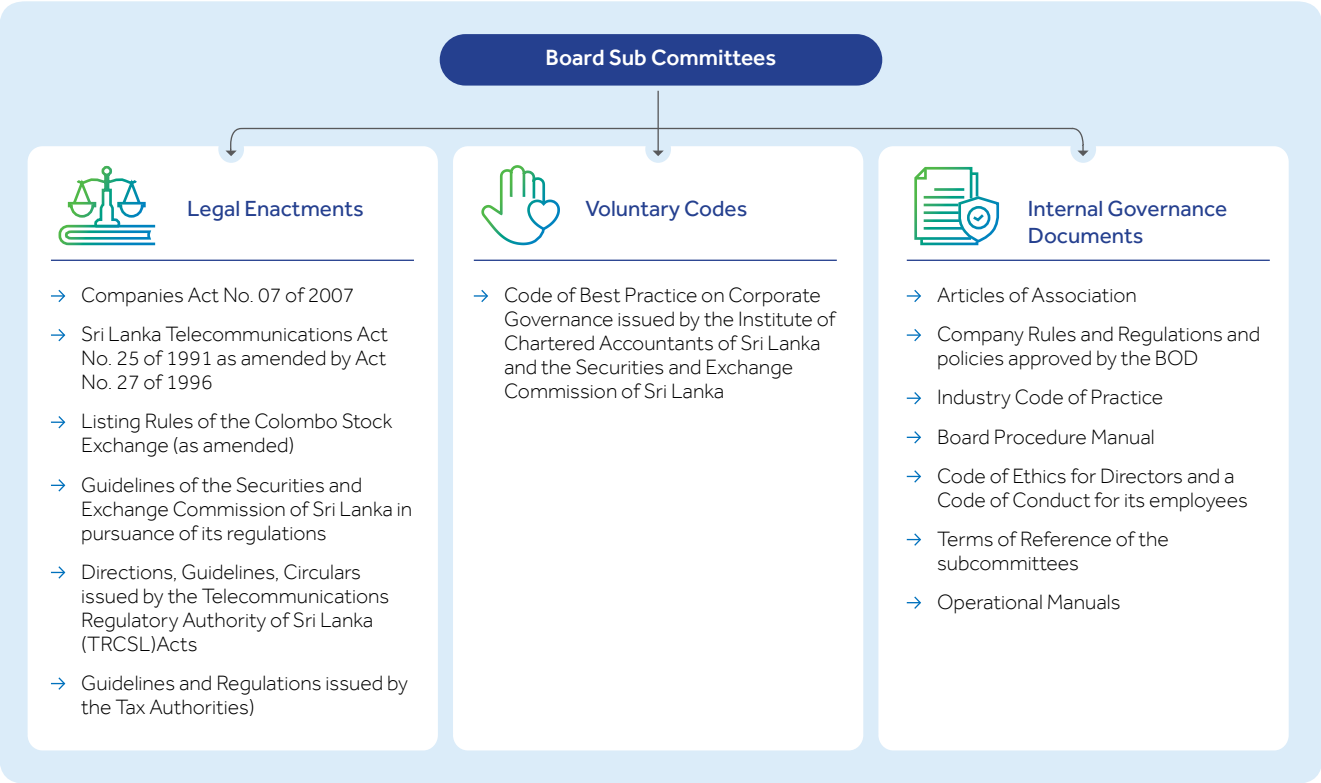 Board Sub Committees
Legal Enactments
→ Companies Act No. 07 of 2007
→ Sri Lanka Telecommunications Act
No. 25 of 1991 as amended by Act
No. 27 of 1996
→ Listing Rules of the Colombo Stock
Exchange (as amended)
→ Guidelines of the Securities and
Exchange Commission of Sri Lanka in
pursuance of its regulations
→ Directions, Guidelines, Circulars
issued by the Telecommunications
Regulatory Authority of Sri Lanka
(TRCSL)Acts
→ Guidelines and Regulations issued by
the Tax Authorities)
Voluntary Codes
→ Code of Best Practice on Corporate
Governance issued by the Institute of
Chartered Accountants of Sri Lanka
and the Securities and Exchange
Commission of Sri Lanka
Internal Governance
Documents
→ Articles of Association
→ Company Rules and Regulations and
policies approved by the BOD
→ Industry Code of Practice
→ Board Procedure Manual
→ Code of Ethics for Directors and a
Code of Conduct for its employees
→ Terms of Reference of the
subcommittees
→ Operational Manuals